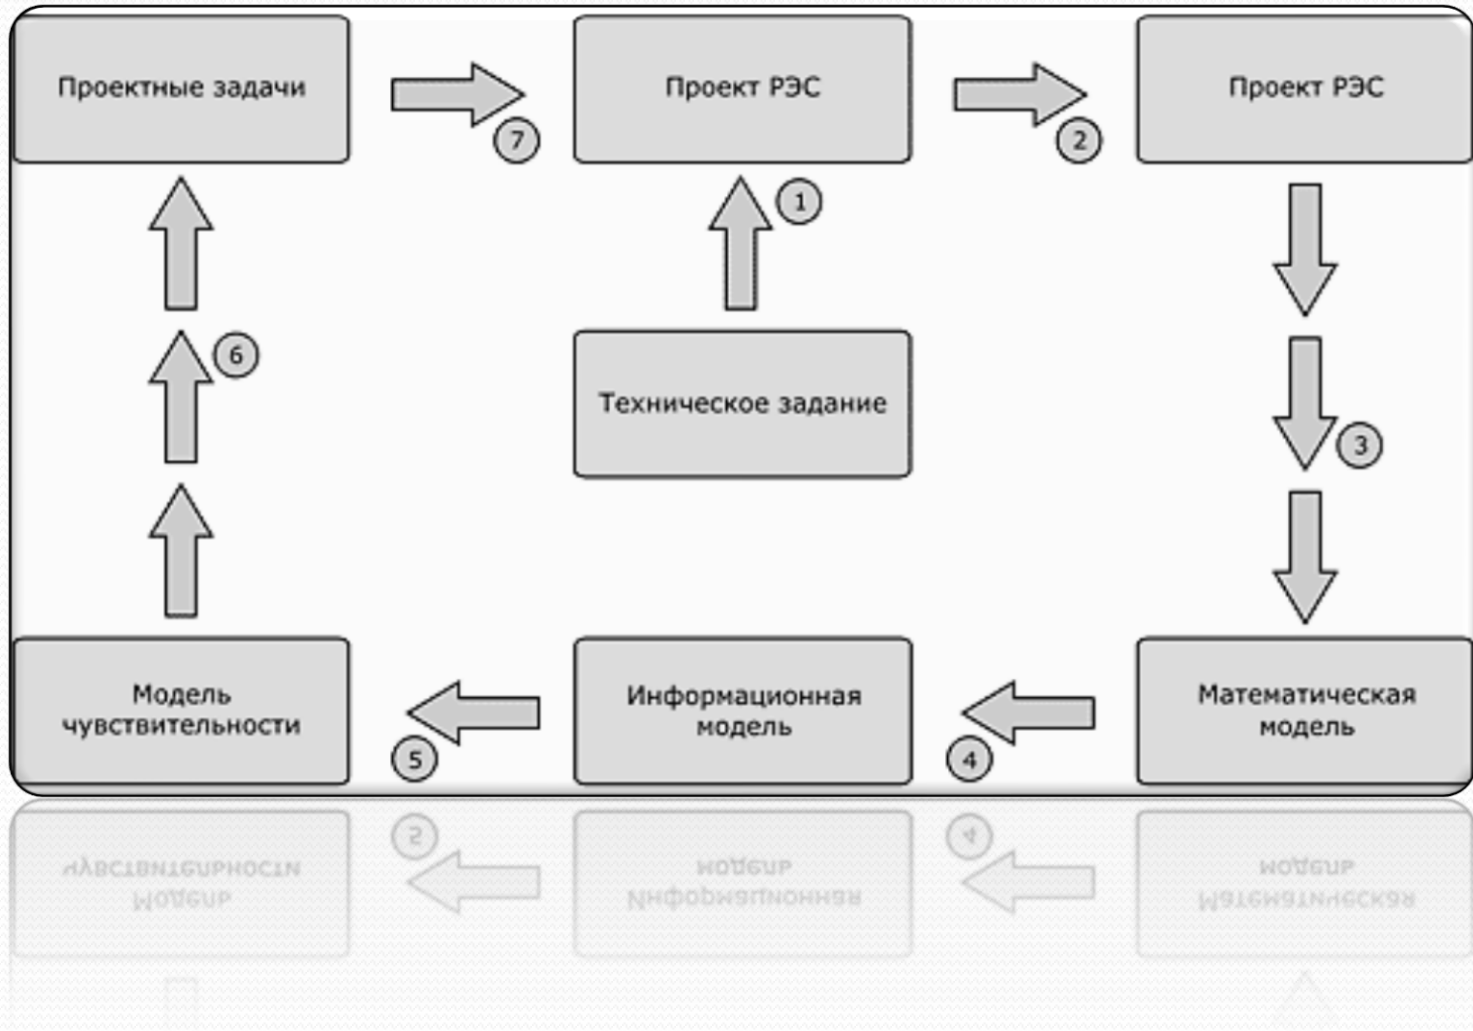 Проектные задачи
Проект РЭС
Проект РЭС
7
2
1
6
Техническое задание
3
Модель
чувствительности
Информационная
модель
Математическая
модель
5
4